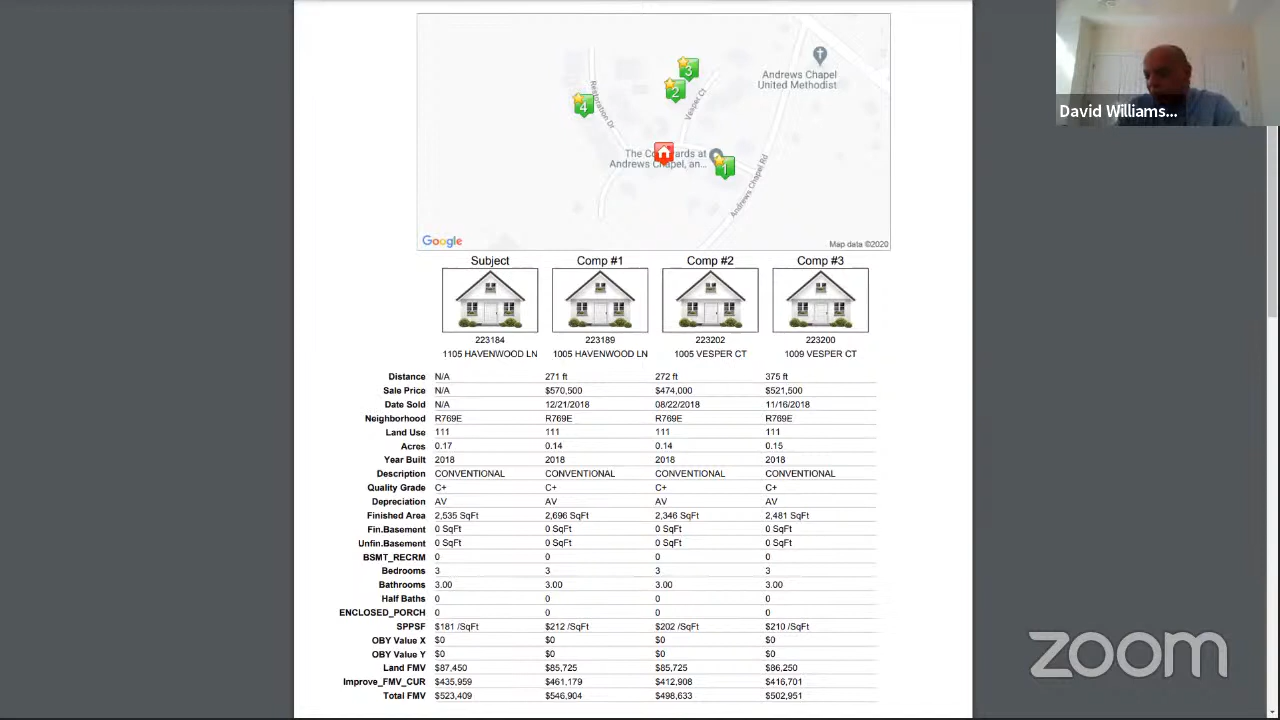 David Williams...
Andrews Chapel
United Methodist
3
2
4
Restoration Dr
Vesper Ct
The Co yards at
Andrews Chapel, an...
1
Andrews Chapel Rd
Google
Map data ©2020
Subject Comp #1 Comp #2 Comp #3
223184 223189 223202 223200
1105 HAVENWOOD LN 1005 HAVENWOOD LN 1005 VESPER CT 1009 VESPER CT
Distance N/A 271 ft 272 ft 375 ft
Sale Price N/A $570,500 $474,000 $521,500
Date Sold N/A 12/21/2018 08/22/2018 11/16/2018
Neighborhood R769E R769E R769E R769E
Land Use 111 111 111 111
Acres 0.17 0.14 0.14 0.15
Year Built 2018 2018 2018 2018
Description CONVENTIONAL CONVENTIONAL CONVENTIONAL CONVENTIONAL
Quality Grade C+ C+ C+ C+
Depreciation AV AV AV AV
Finished Area 2,535 SqFt 2,696 SqFt 2,346 SqFt 2,481 SqFt
Fin.Basement 0 SqFt 0 SqFt 0 SqFt 0 SqFt
Unfin.Basement 0 SqFt 0 SqFt 0 SqFt 0 SqFt
BSMT_RECRM 0 0 0 0
Bedrooms 3 3 3 3
Bathrooms 3.00 3.00 3.00 3.00
Half Baths 0 0 0 0
ENCLOSED_PORCH 0 0 0 0
SPPSF $181 /SqFt $212 /SqFt $202 /SqFt $210 /SqFt
OBY Value X $0 $0 $0 $0
OBY Value Y $0 $0 $0 $0
Land FMV $87,450 $85,725 $85,725 $86,250
Improve_FMV_CUR $435,959 $461,179 $412,908 $416,701
Total FMV $523,409 $546,904 $498,633 $502,951
zoom